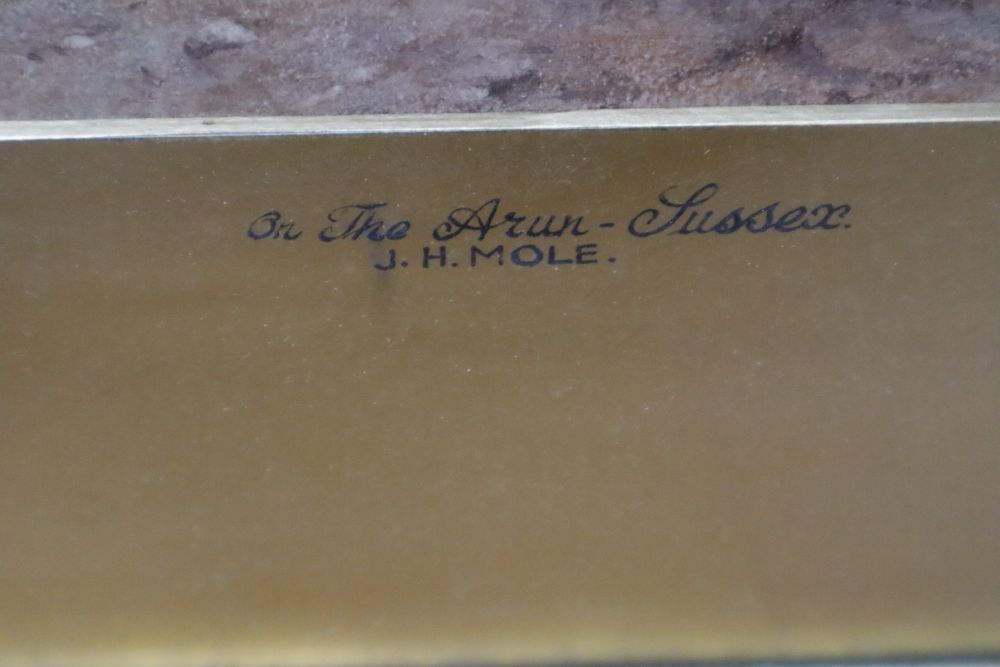 On The Arun - Sussex.
J. H. MOLE.